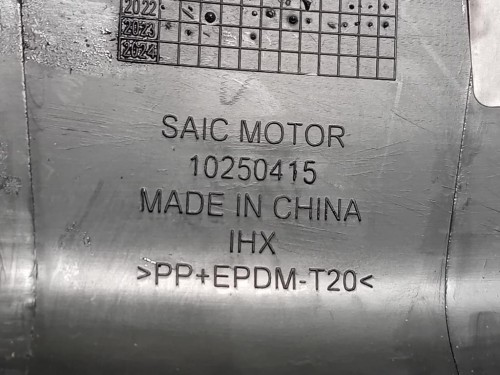 2022
2023
2024
SAIC MOTOR
10250415
MADE IN CHINA
IHX
>PP+EPDM-T20<